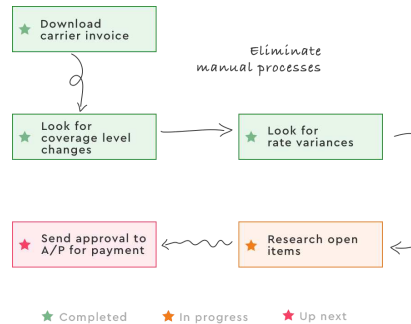 Download
carrier invoice
Eliminate
manual processes
Look for
coverage level
changes
Look for
rate variances
Send approval to
A/P for payment
Research open
items
Completed
In progress
Up next